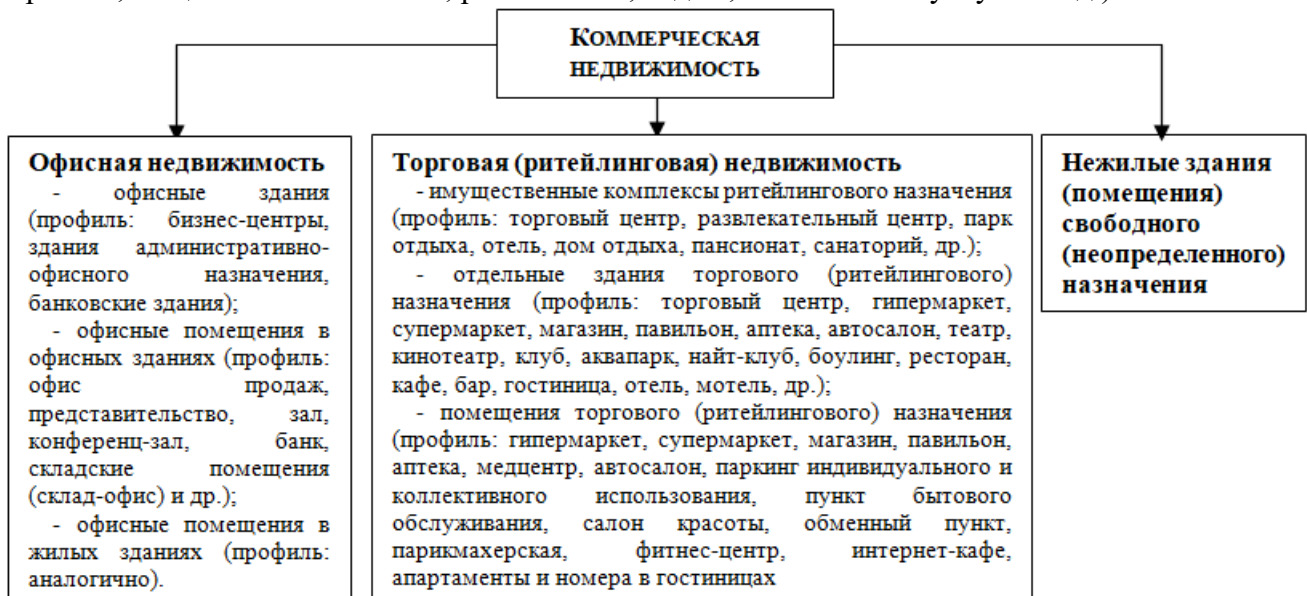 КОММЕРЧЕСКАЯ
НЕДВИЖИМОСТЬ
Офисная недвижимость
- офисные здания
(профиль: бизнес-центры,
здания административно-
офисного назначения,
банковские здания);
- офисные помещения в
офисных зданиях (профиль:
офис продаж,
представительство, зал,
конференц-зал, банк,
складские помещения
(склад-офис) и др.);
- офисные помещения в
жилых зданиях (профиль:
аналогично).
Торговая (ритейлинговая) недвижимость
- имущественные комплексы ритейлингового назначения
(профиль: торговый центр, развлекательный центр, парк
отдыха, отель, дом отдыха, пансионат, санаторий, др.);
- отдельные здания торгового (ритейлингового)
назначения (профиль: торговый центр, гипермаркет,
супермаркет, магазин, павильон, аптека, автосалон, театр,
кинотеатр, клуб, аквапарк, найт-клуб, боулинг, ресторан,
кафе, бар, гостиница, отель, мотель, др.);
- помещения торгового (ритейлингового) назначения
(профиль: гипермаркет, супермаркет, магазин, павильон,
аптека, медцентр, автосалон, паркинг индивидуального и
коллективного использования, пункт бытового
обслуживания, салон красоты, обменный пункт,
парикмахерская, фитнес-центр, интернет-кафе,
апартаменты и номера в гостиницах
Нежилые здания
(помещения)
свободного
(неопределенного)
назначения